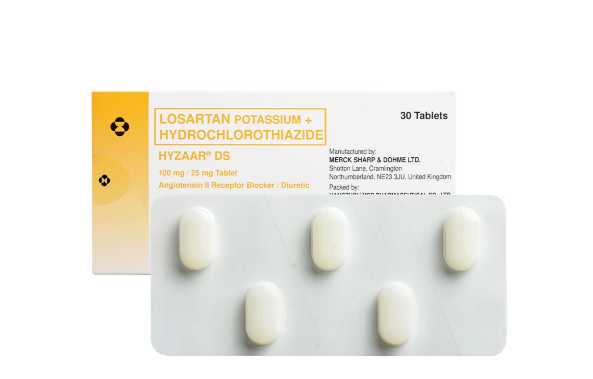 LOSARTAN POTASSIUM +
HYDROCHLOROTHIAZIDE
HYZAAR® DS
100 mg / 25 mg Tablet
Angiotensin II Receptor Blocker / Diuretic
30 Tablets
Manufactured by:
MERCK SHARP & DOHME LTD.
Shotton Lane, Cramlington
Northumberland, NE23 3JU, United Kingdom
Packed by: